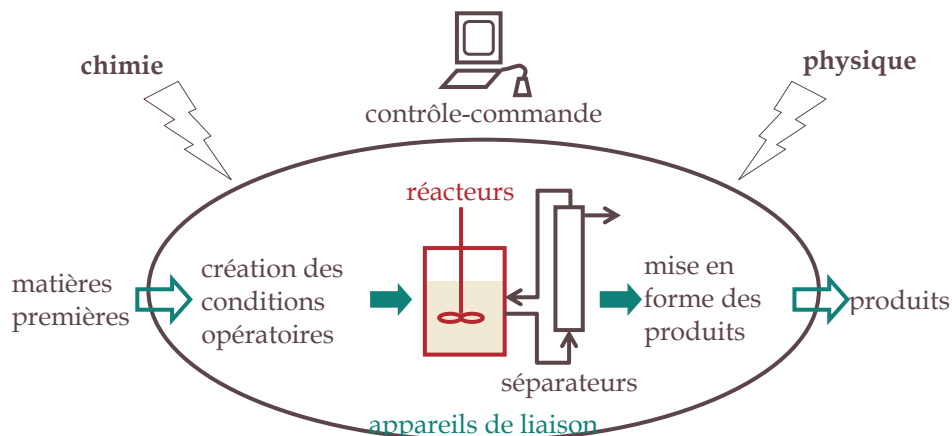 chimie
physique
contrôle-commande
réacteurs
matières
premières
création des
conditions
opératoires
mise en
forme des
produits
produits
séparateurs
appareils de liaison